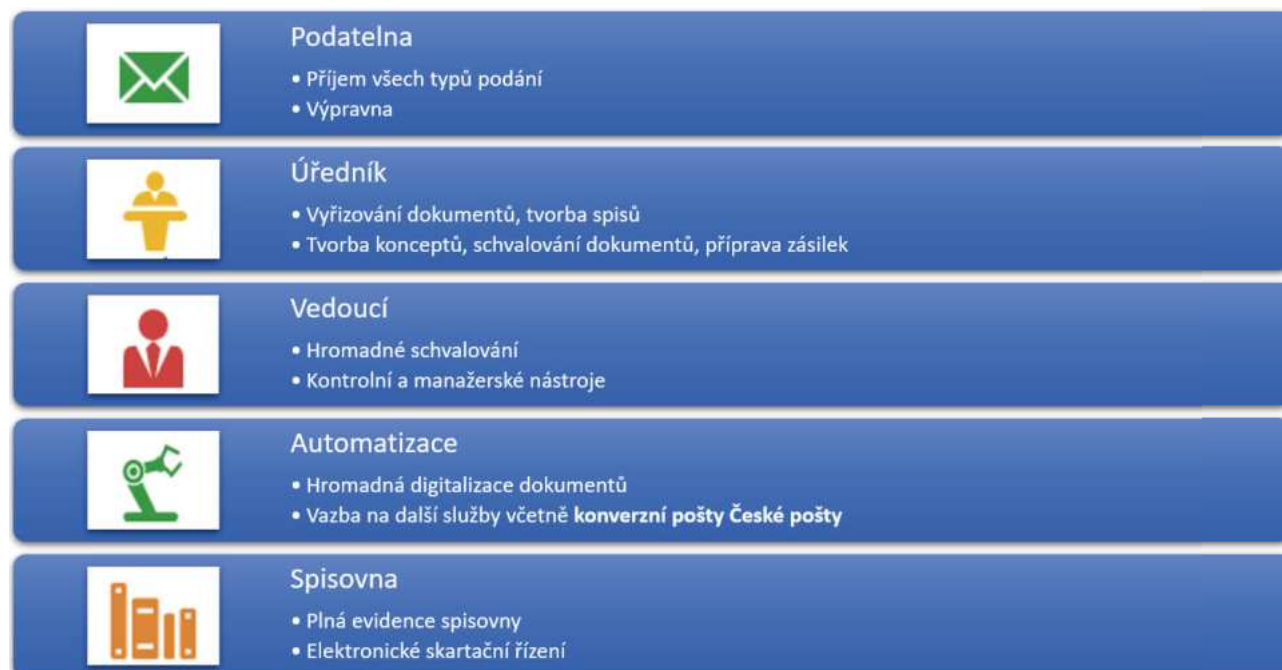 Podatelna
• Příjem všech typů podání
• Výpravna
Úředník
• Vyřizování dokumentů, tvorba spisů
• Tvorba konceptů, schvalování dokumentů, příprava zásilek
Vedoucí
• Hromadné schvalování
• Kontrolní a manažerské nástroje
Automatizace
• Hromadná digitalizace dokumentů
• Vazba na další služby včetně konverzní pošty České pošty
Spisovna
• Plná evidence spisovny
• Elektronické skartační řízení